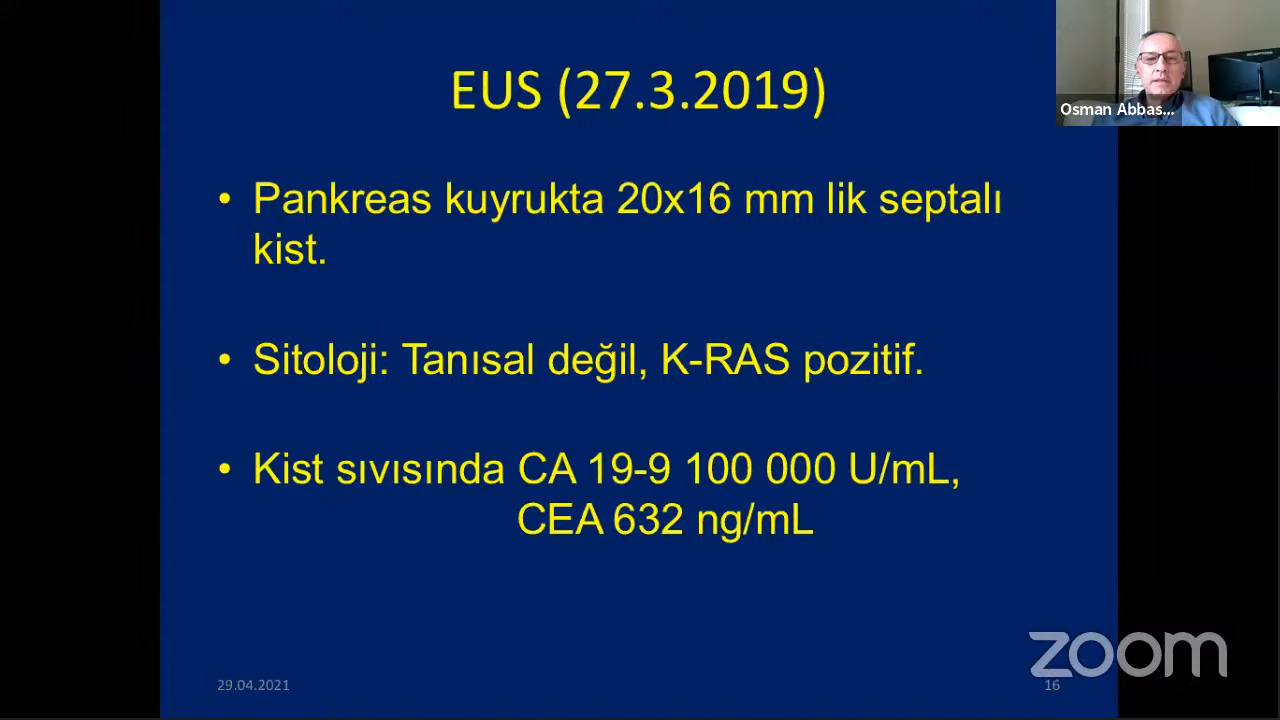 EUS (27.3.2019)
Osman Abbas...
• Pankreas kuyrukta 20x16 mm lik septalı
kist.
• Sitoloji: Tanısal değil, K-RAS pozitif.
• Kist sıvısında CA 19-9 100 000 U/mL,
CEA 632 ng/mL
zoom
29.04.2021
16